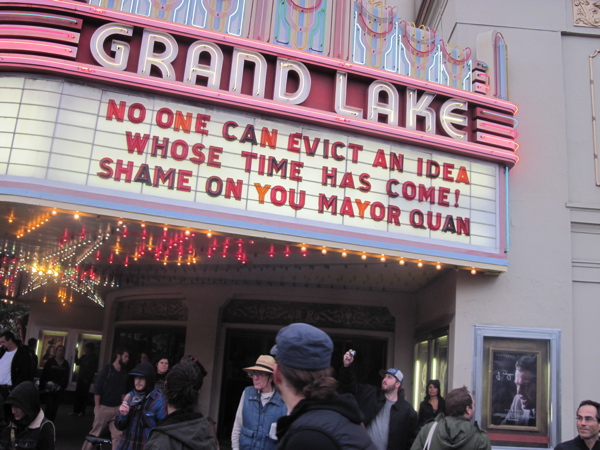 GRAND LAKE
NO ONE CAN EVICT AN IDEA
WHOSE TIME HAS COME!
SHAME ON YOU MAYOR QUAN